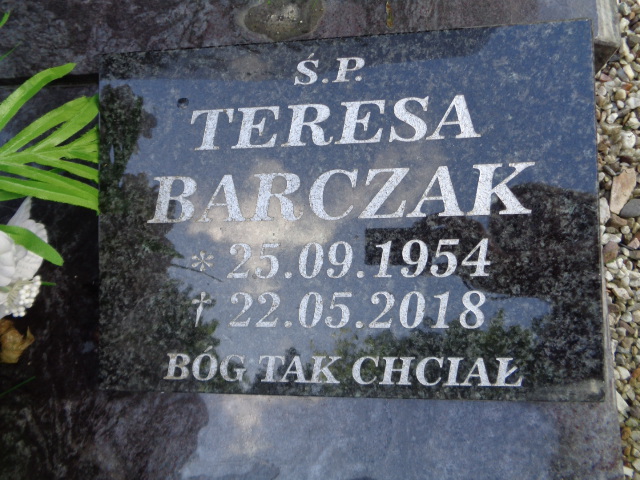 Ś.P.
TERESA
BARCZAK
* 25.09.1954
† 22.05.2018
BÓG TAK CHCIAŁ